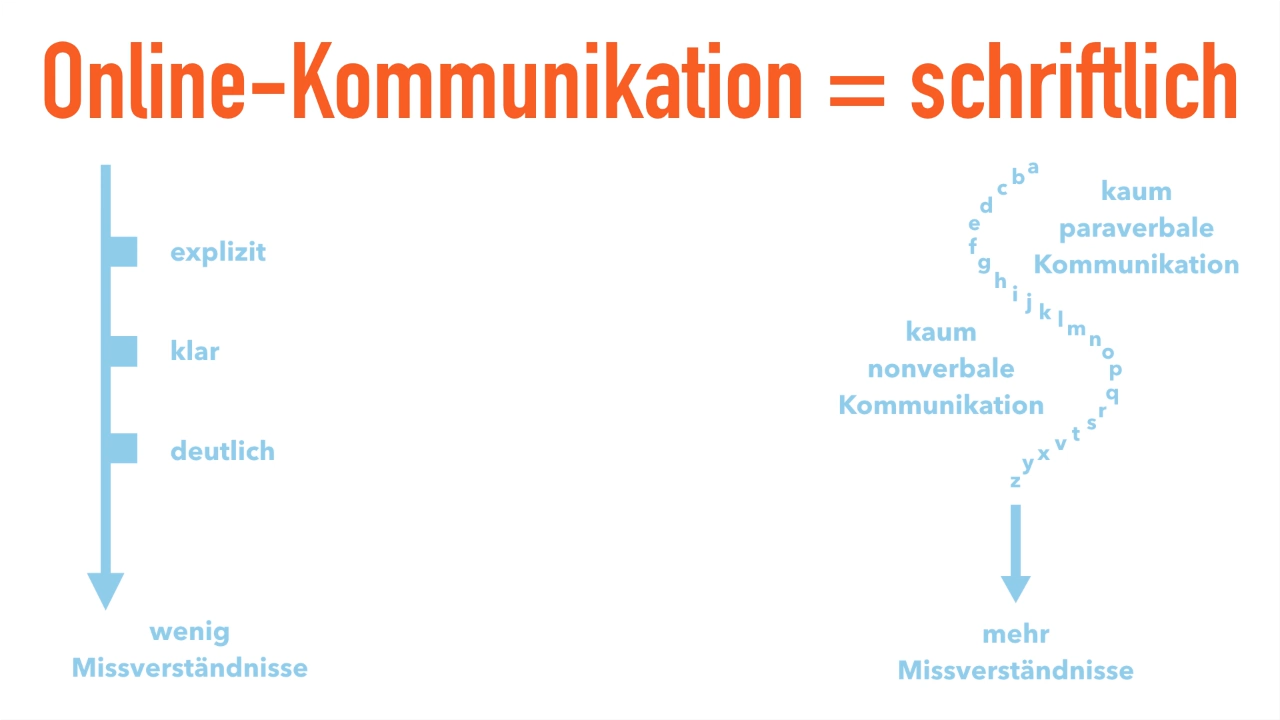 Online-Kommunikation = schriftlich
explizit
klar
deutlich
wenig
Missverständnisse
a b c d e f g h i j k l m n o p q r s t v x y z
kaum
paraverbale
Kommunikation
kaum
nonverbale
Kommunikation
mehr
Missverständnisse